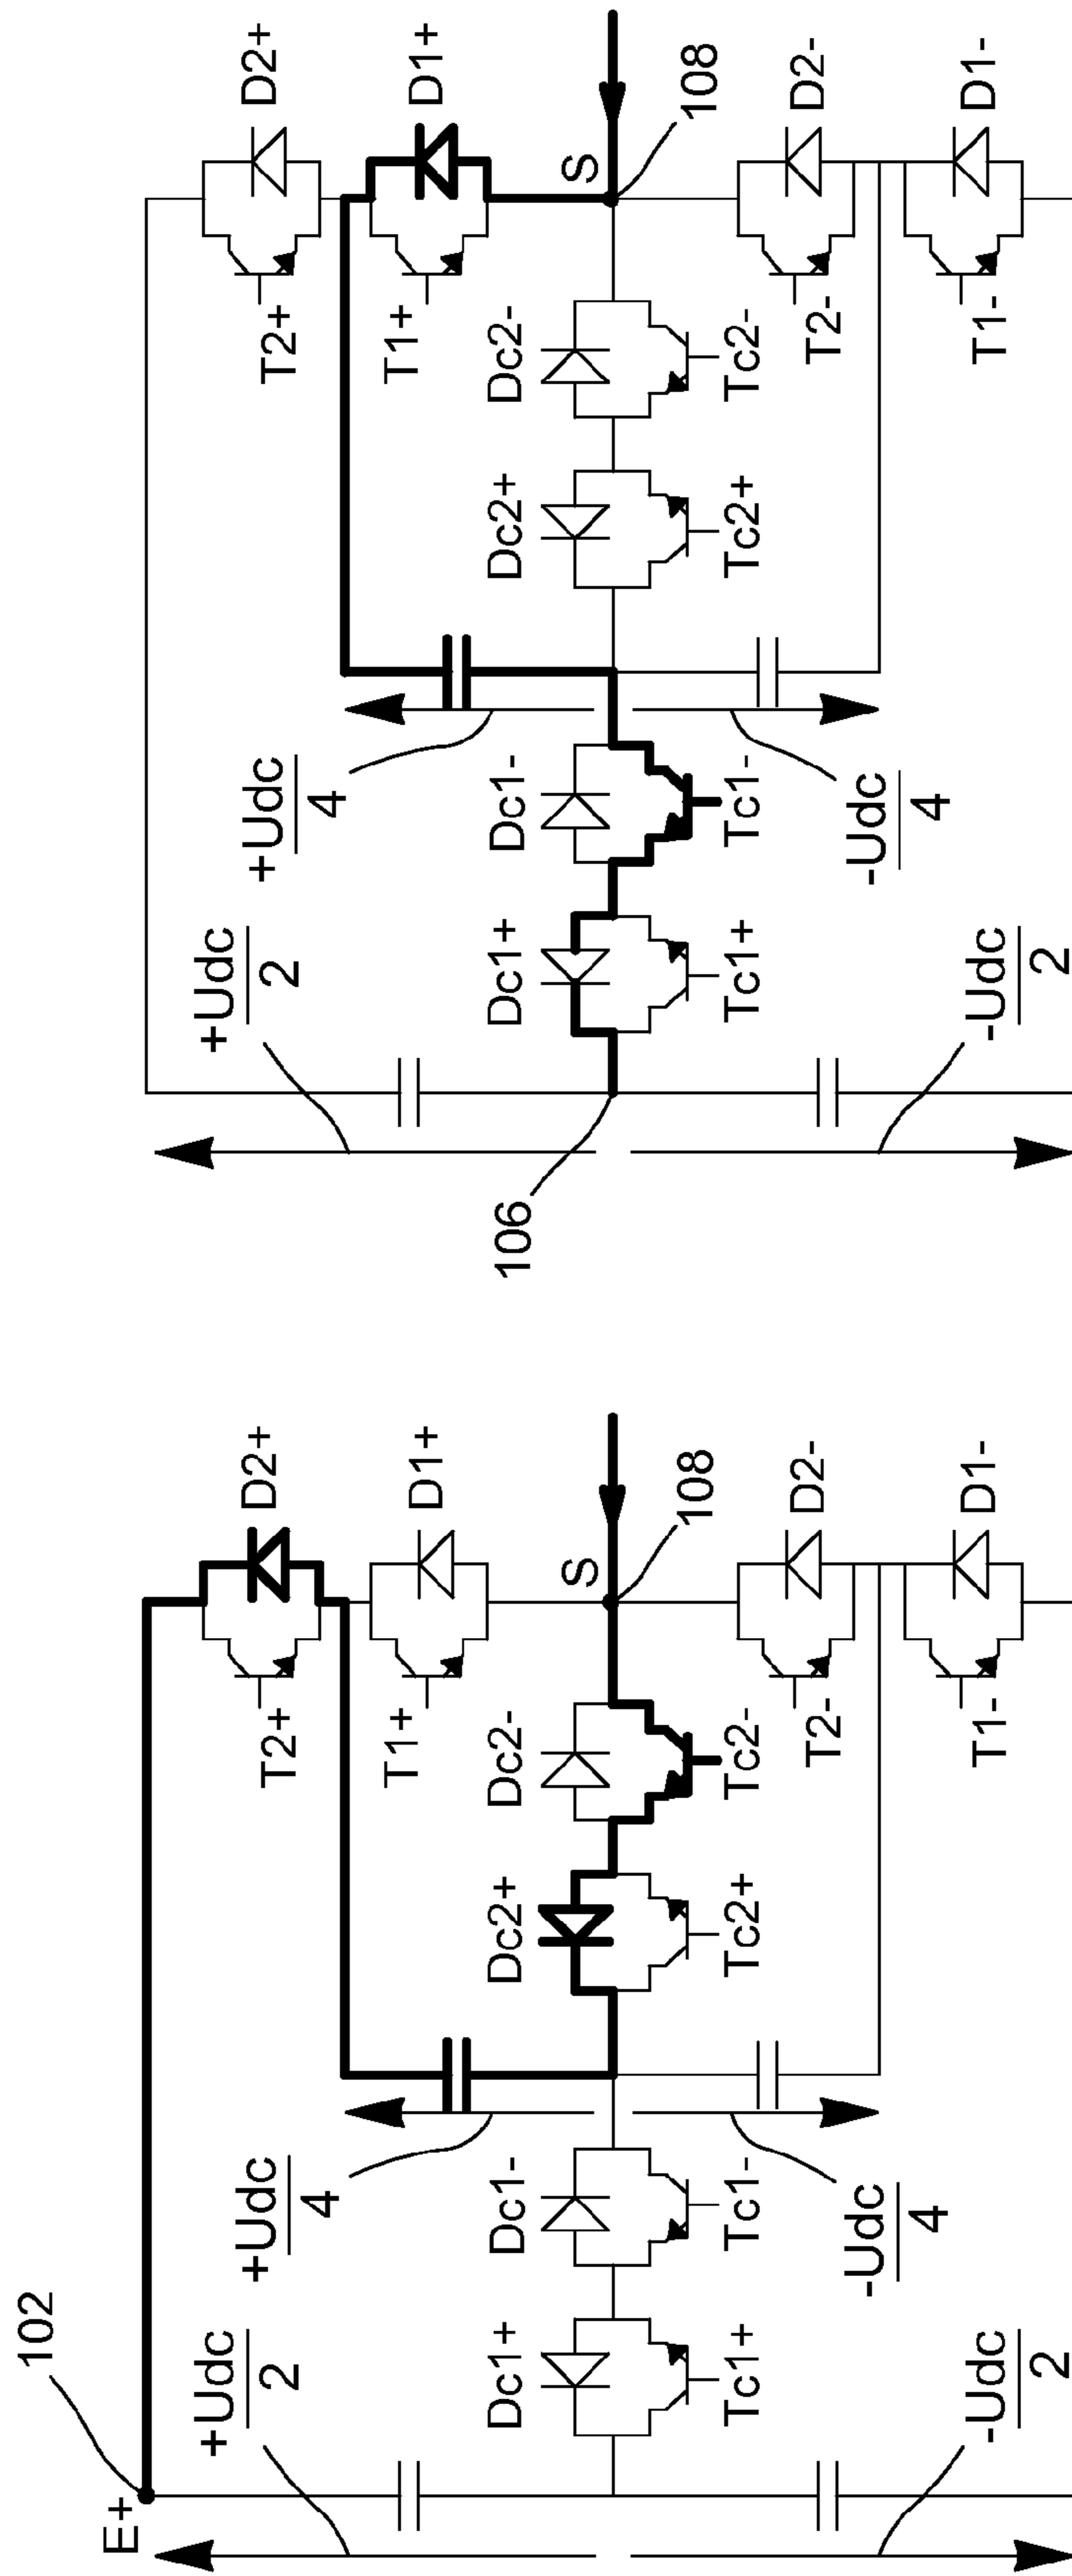 102
E+
+Udc
2
-Udc
2
+Udc
4
-Udc
4
Dc1+
Dc1-
Tc1+
Tc1-
Dc2+
Dc2-
Tc2+
Tc2-
T2+
D2+
T1+
D1+
S
108
T2-
D2-
T1-
D1-
106
+Udc
2
-Udc
2
+Udc
4
-Udc
4
Dc1+
Dc1-
Tc1+
Tc1-
Dc2+
Dc2-
Tc2+
Tc2-
T2+
D2+
T1+
D1+
S
108
T2-
D2-
T1-
D1-